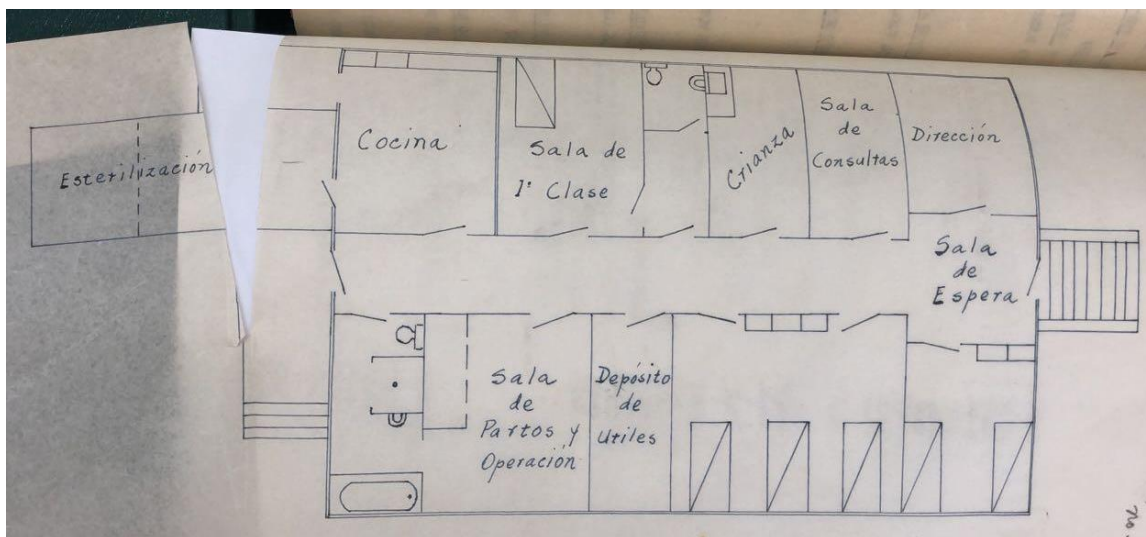 Esterilización
Cocina
Sala de
1ª Clase
Crianza
Sala
de
Consultas
Dirección
Sala
de
Espera
Sala
de
Partos y
Operación
Depósito
de
Utiles